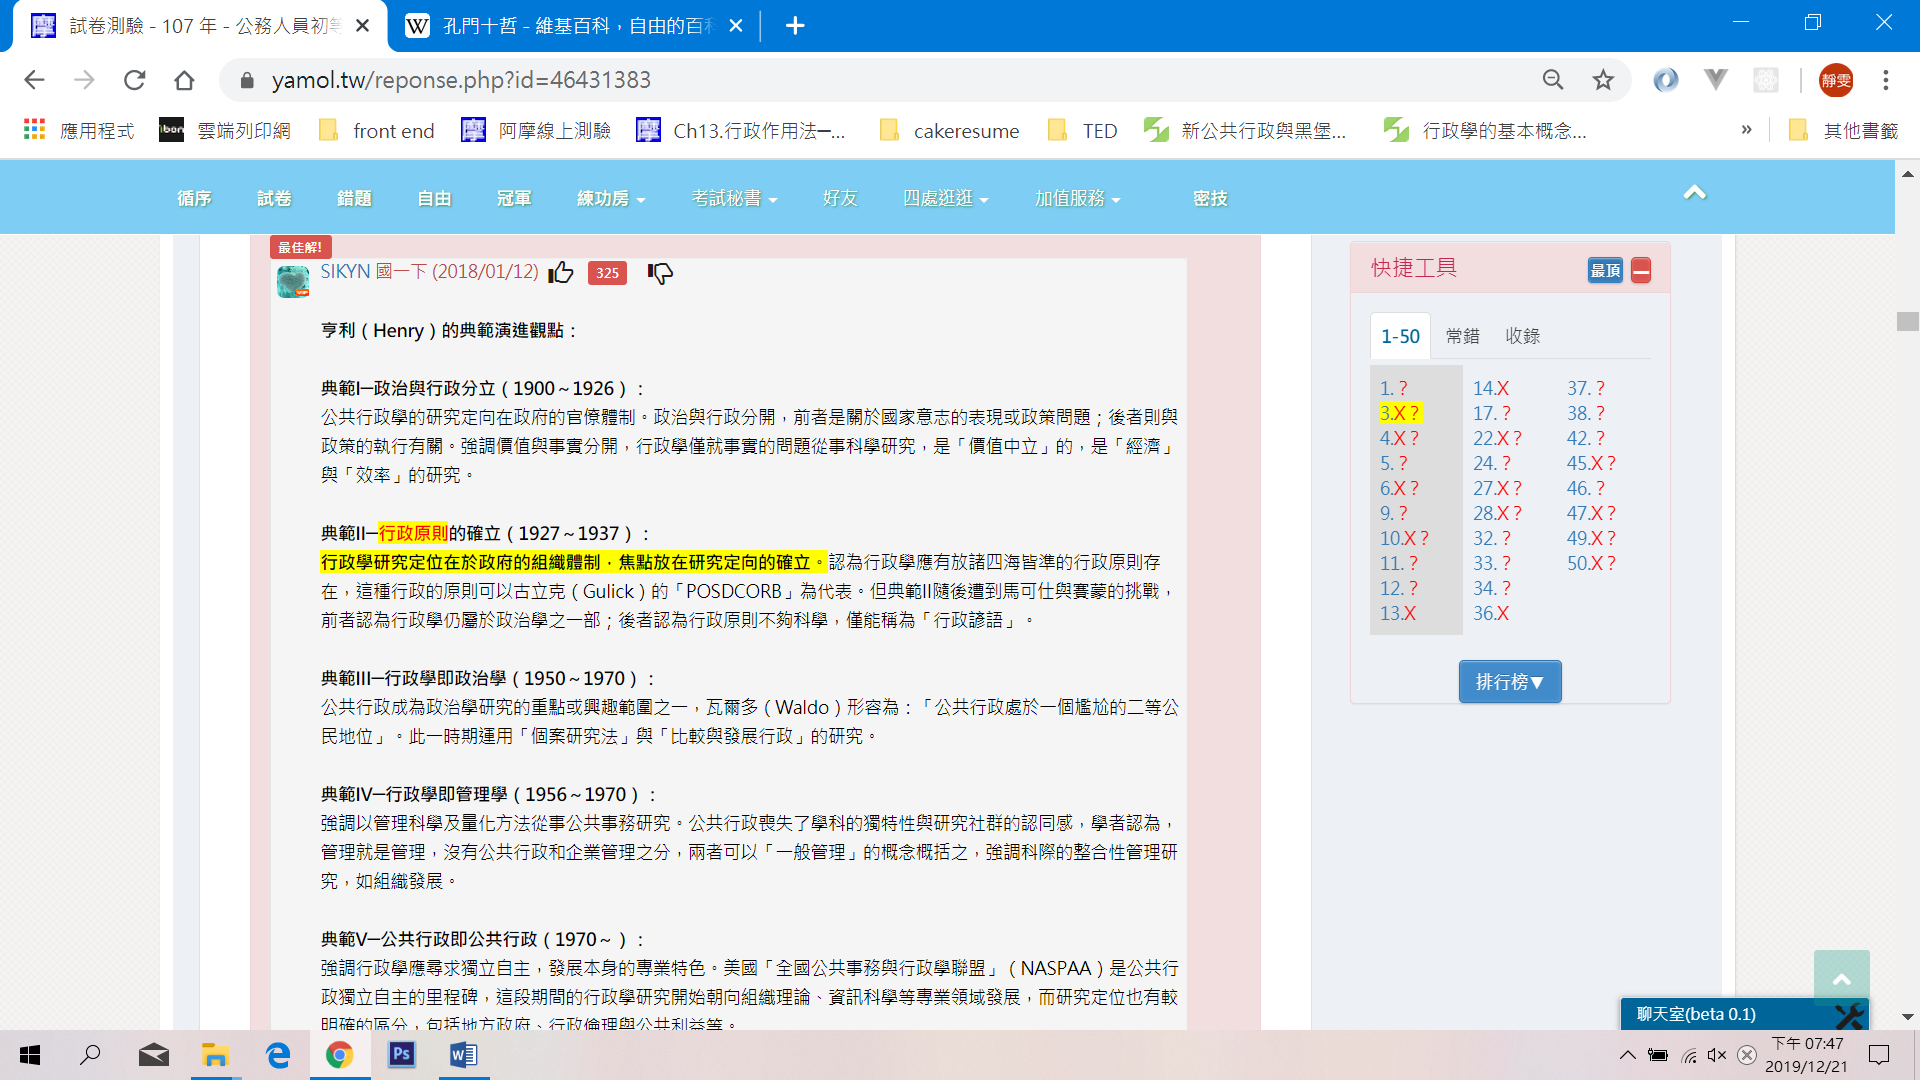 試卷測驗 - 107 年 - 公務人員初
孔門十哲 - 維基百科，自由的百
yamol.tw/reponse.php?id=46431383
靜雯
應用程式
ibon
雲端列印網
front end
阿摩線上測驗
Ch13.行政作用法─...
cakeresume
TED
新公共行政與黑堡...
行政學的基本概念...
»
其他書籤
循序
試卷
錯題
自由
冠軍
練功房
考試秘書
好友
四處逛逛
加值服務
密技
最佳解!
SIKYN 國一下 (2018/01/12) 325
亨利（Henry）的典範演進觀點：
典範I─政治與行政分立（1900～1926）：
公共行政學的研究定向在政府的官僚體制。政治與行政分開，前者是關於國家意志的表現或政策問題；後者則與
政策的執行有關。強調價值與事實分開，行政學僅就事實的問題從事科學研究，是「價值中立」的，是「經濟」
與「效率」的研究。
典範II─行政原則的確立（1927～1937）：
行政學研究定位在於政府的組織體制，焦點放在研究定向的確立。認為行政學應有放諸四海皆準的行政原則存
在，這種行政的原則可以古立克（Gulick）的「POSDCORB」為代表。但典範II隨後遭到馬可仕與賽蒙的挑戰，
前者認為行政學仍屬於政治學之一部；後者認為行政原則不夠科學，僅能稱為「行政諺語」。
典範III─行政學即政治學（1950～1970）：
公共行政成為政治學研究的重點或興趣範圍之一，瓦爾多（Waldo）形容為：「公共行政處於一個尷尬的二等公
民地位」。此一時期運用「個案研究法」與「比較與發展行政」的研究。
典範IV─行政學即管理學（1956～1970）：
強調以管理科學及量化方法從事公共事務研究。公共行政喪失了學科的獨特性與研究社群的認同感，學者認為，
管理就是管理，沒有公共行政和企業管理之分，兩者可以「一般管理」的概念概括之，強調科際的整合性管理研
究，如組織發展。
典範V─公共行政即公共行政（1970～ ）：
強調行政學應尋求獨立自主，發展本身的專業特色。美國「全國公共事務與行政學聯盟」（NASPAA）是公共行
政獨立自主的里程碑，這段期間的行政學研究開始朝向組織理論、資訊科學等專業領域發展，而研究定位也有較
明確的區分，包括地方政府、行政倫理與公共利益等。
快捷工具
最頂
1-50
常錯
收錄
1.？
3.X？
4.X？
5.？
6.X？
9.？
10.X？
11.？
12.？
13.X
14.X
17.？
22.X？
24.？
27.X？
28.X？
32.？
33.？
34.？
36.X
37.？
38.？
42.？
45.X？
46.？
47.X？
49.X？
50.X？
排行榜▼
聊天室(beta 0.1)
Ps
下午 07:47
2019/12/21